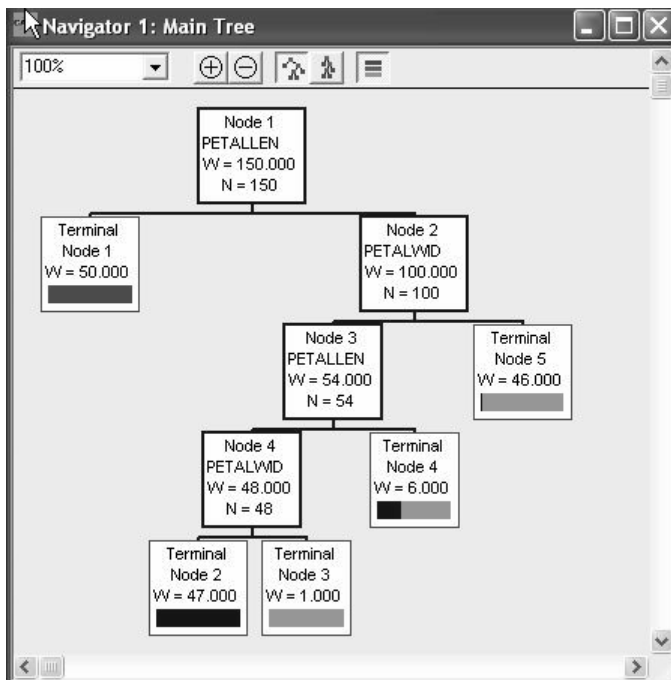 Navigator 1: Main Tree
100%
Node 1
PETALLEN
W = 150.000
N = 150
Terminal
Node 1
W = 50.000
Node 2
PETALWID
W = 100.000
N = 100
Node 3
PETALLEN
W = 54.000
N = 54
Terminal
Node 5
W = 46.000
Node 4
PETALWID
W = 48.000
N = 48
Terminal
Node 4
W = 6.000
Terminal
Node 2
W = 47.000
Terminal
Node 3
W = 1.000